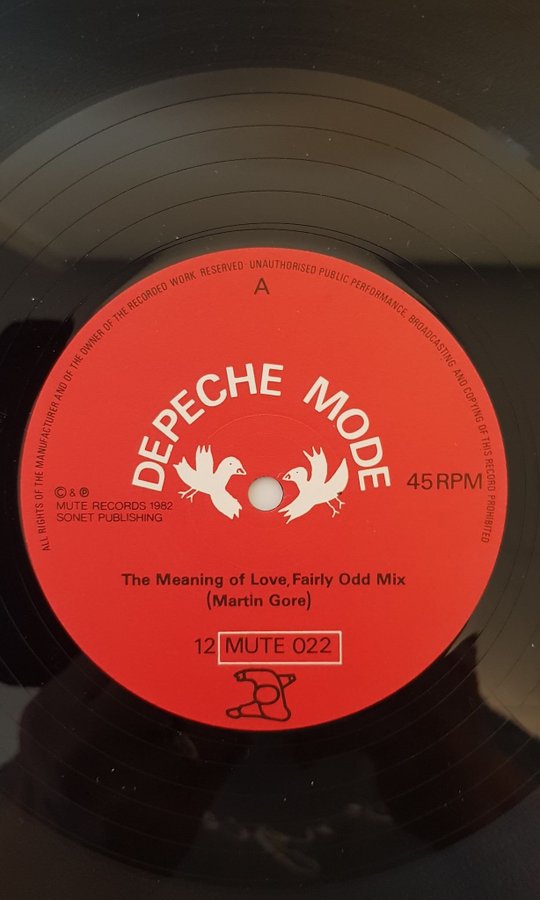 ALL RIGHTS OF THE MANUFACTURER AND OF THE OWNER OF THE RECORDED WORK RESERVED· UNAUTHORISED PUBLIC PERFORMANCE, BROADCASTING AND COPYING OF THIS RECORD PROHIBITED
A
DEPECHE MODE
© & ℗
MUTE RECORDS 1982
SONET PUBLISHING
45RPM
The Meaning of Love, Fairly Odd Mix
(Martin Gore)
12 MUTE 022